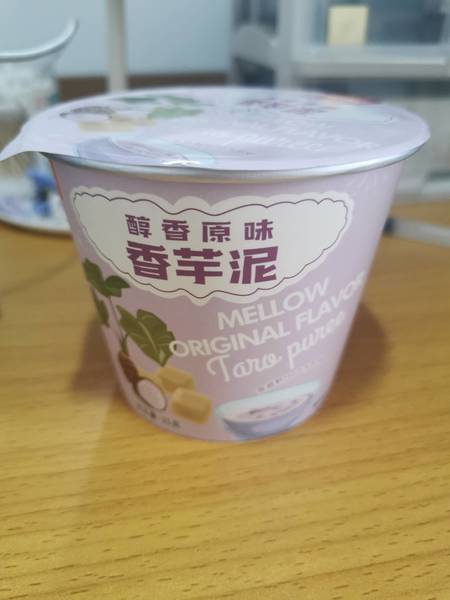 醇香原味
香芋泥
MELLOW
ORIGINAL FLAVOR
Taro puree